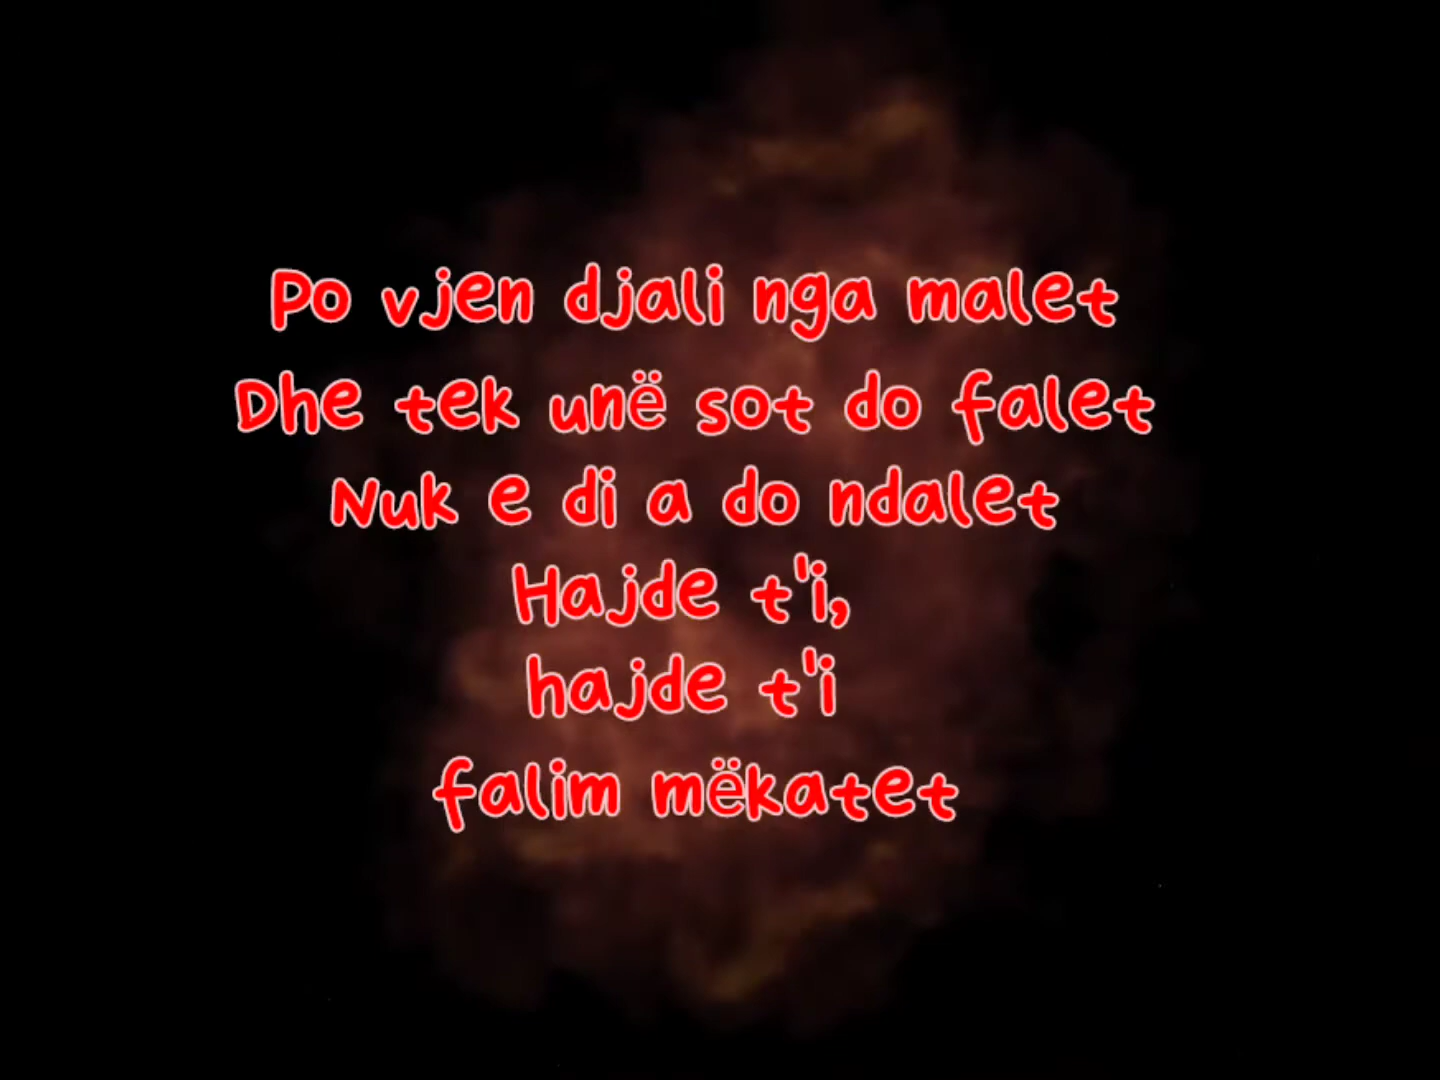 Po vjen djali nga malet
Dhe tek unë sot do falet
Nuk e di a do ndalet
Hajde t'i,
hajde t'i
falim mëkatet